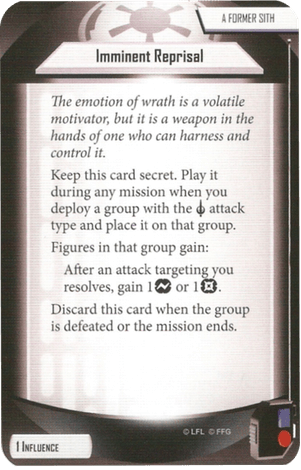 A FORMER SITH
Imminent Reprisal
The emotion of wrath is a volatile
motivator, but it is a weapon in the
hands of one who can harness and
control it.
Keep this card secret. Play it
during any mission when you
deploy a group with the attack
type and place it on that group.
Figures in that group gain:
After an attack targeting you
resolves, gain 1 or 1 .
Discard this card when the group
is defeated or the mission ends.
© LFL © FFG
1 INFLUENCE